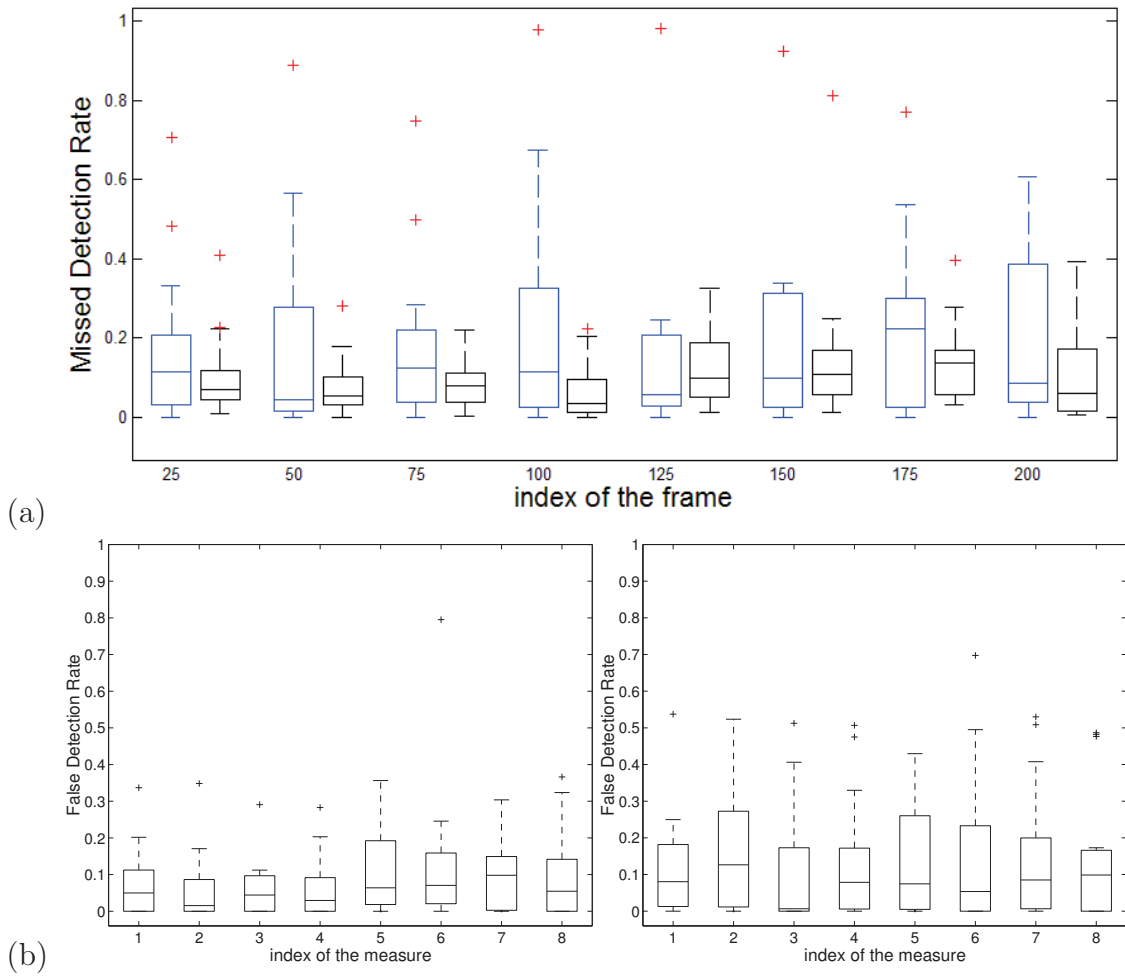 1
0.8
0.6
0.4
0.2
0
Missed Detection Rate
25 50 75 100 125 150 175 200
index of the frame
(a)
1
0.9
0.8
0.7
0.6
0.5
0.4
0.3
0.2
0.1
0
False Detection Rate
1 2 3 4 5 6 7 8
index of the measure
1
0.9
0.8
0.7
0.6
0.5
0.4
0.3
0.2
0.1
0
False Detection Rate
1 2 3 4 5 6 7 8
index of the measure
(b)